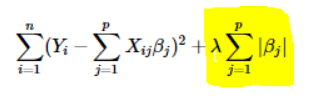 \sum_{i=1}^{n} (Y_i - \sum_{j=1}^{p} X_{ij} \beta_j)^2 + \lambda \sum_{j=1}^{p} |\beta_j|